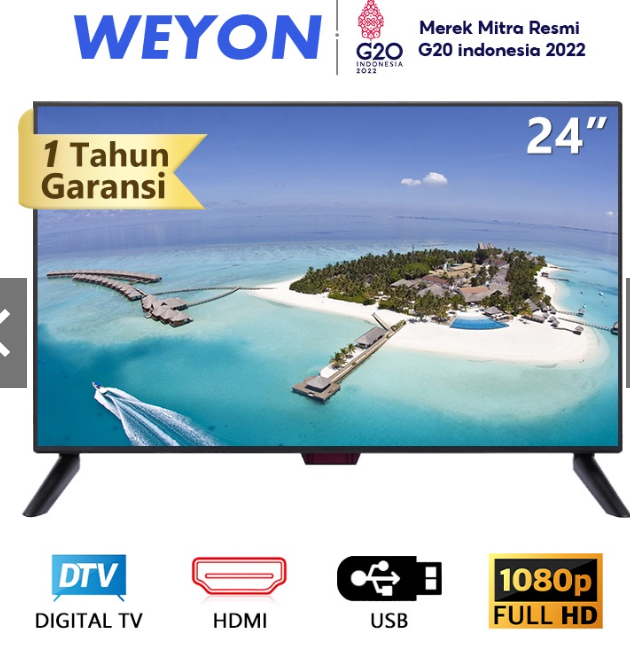 WEYON
G20
INDONESIA
2022
Merek Mitra Resmi
G20 indonesia 2022
1 Tahun
Garansi
24”
DTV
DIGITAL TV
HDMI
USB
1080p
FULL HD